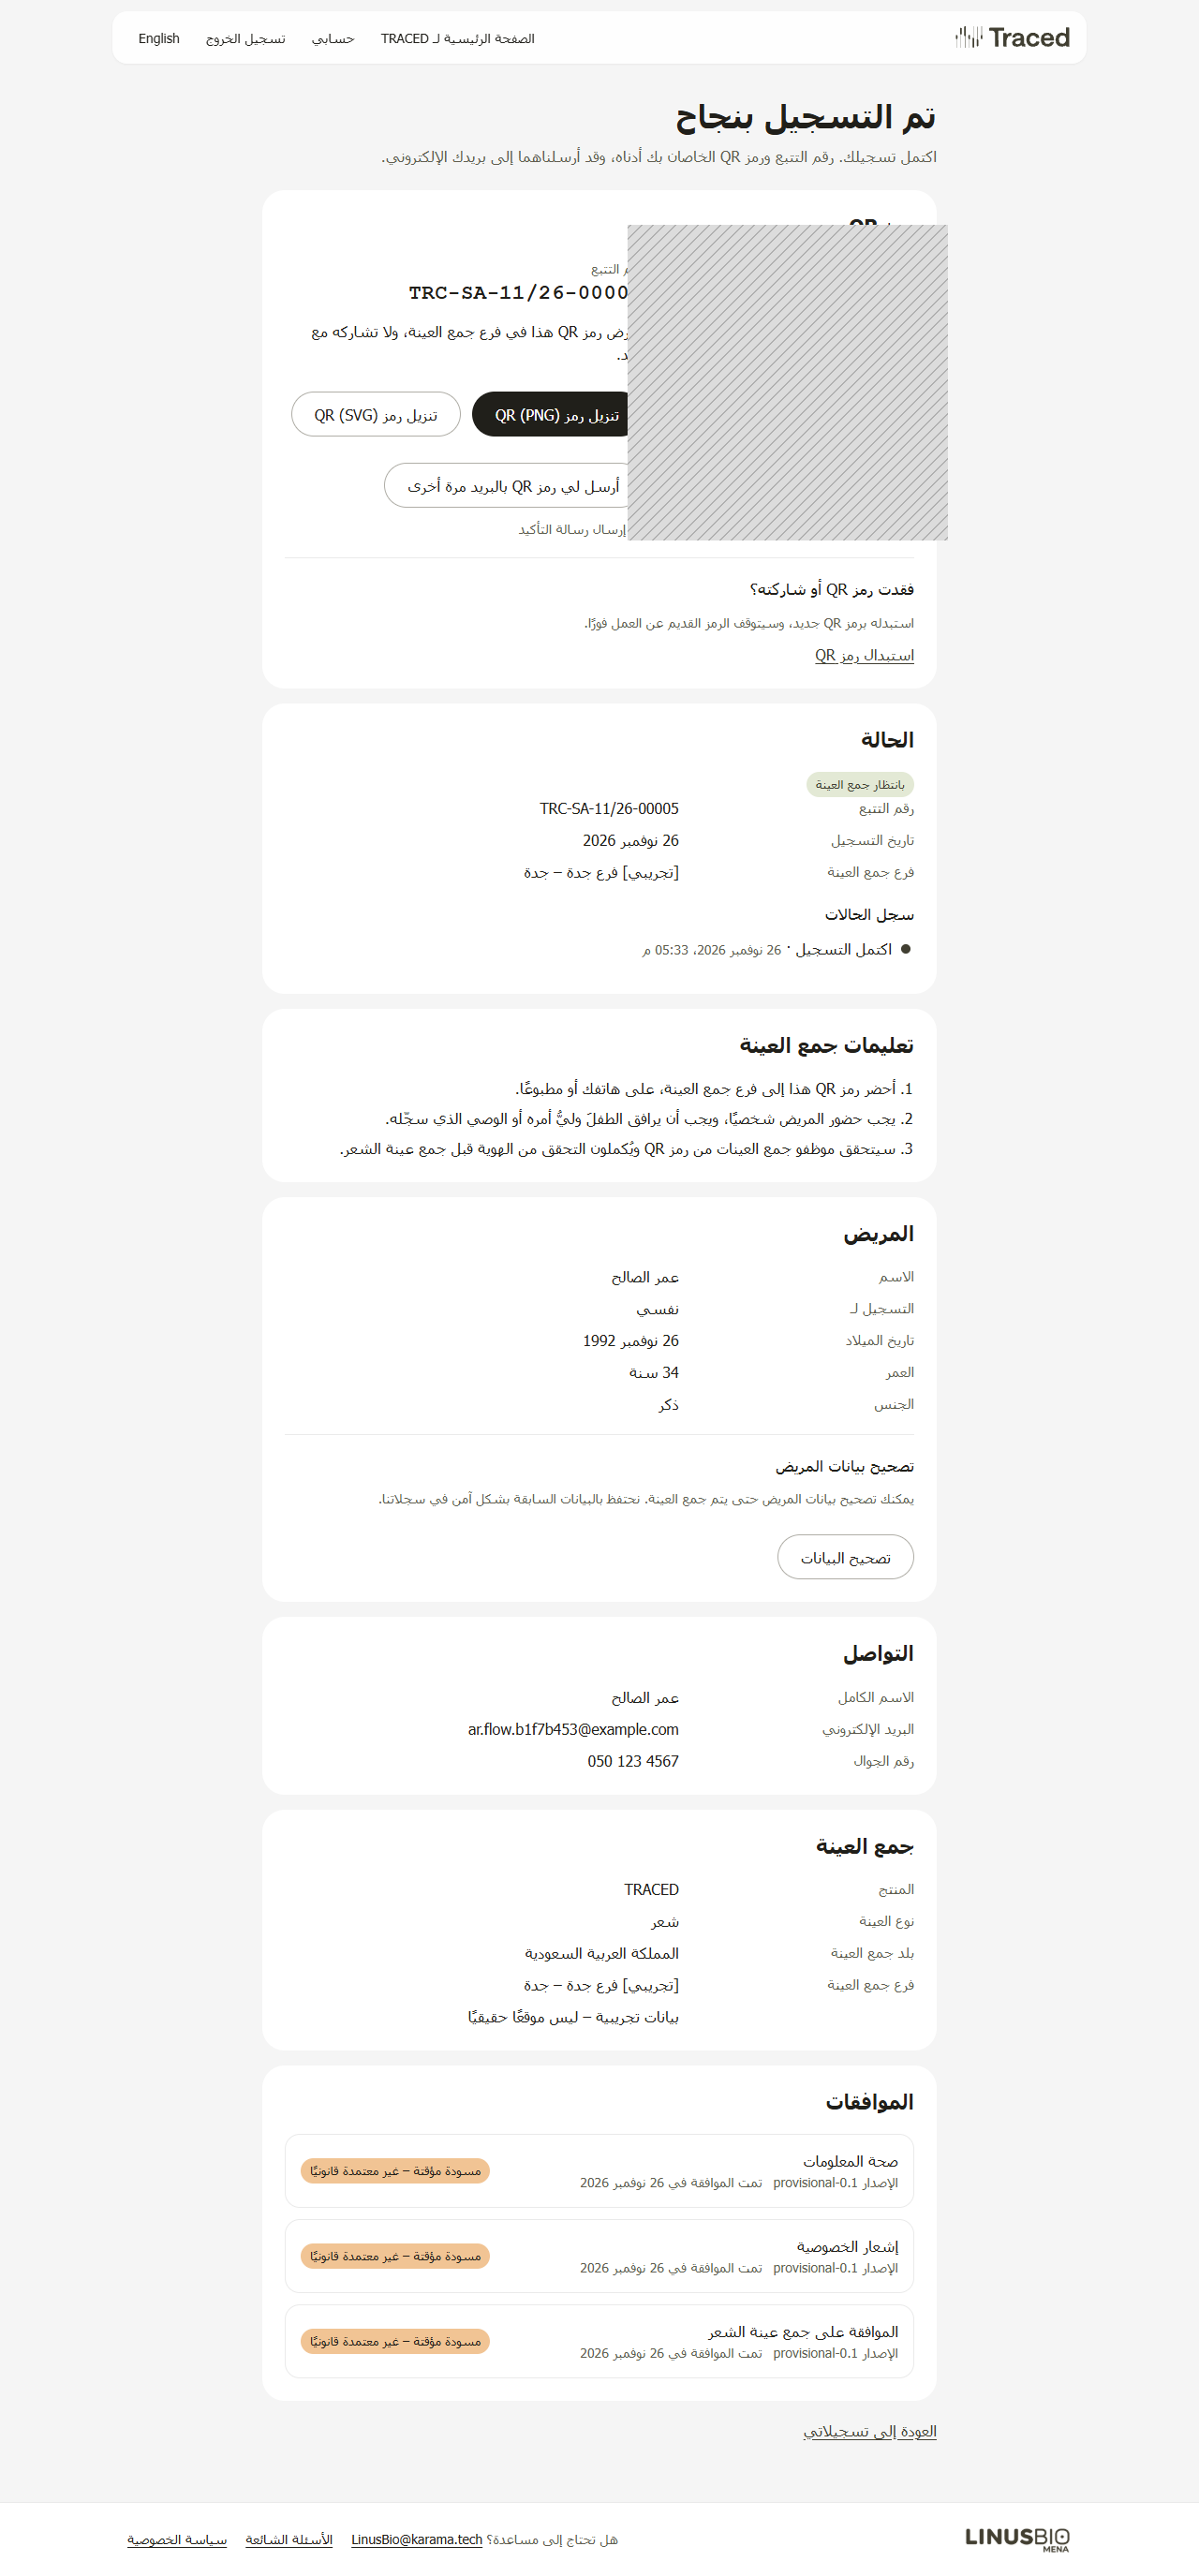 Traced
الصفحة الرئيسية لـ TRACED
حسابي
تسجيل الخروج
English
تم التسجيل بنجاح
اكتمل تسجيلك. رقم التتبع ورمز QR الخاصان بك أدناه، وقد أرسلناهما إلى بريدك الإلكتروني.
QR
التتبع
TRC-SA-11/26-0000
رمز QR هذا في فرع جمع العينة، ولا تشاركه مع
تنزيل رمز QR (PNG)
تنزيل رمز QR (SVG)
أرسل لي رمز QR بالبريد مرة أخرى
إرسال رسالة التأكيد
فقدت رمز QR أو شاركته؟
استبدله برمز QR جديد، وسيتوقف الرمز القديم عن العمل فورًا.
استبدال رمز QR
الحالة
بانتظار جمع العينة
رقم التتبع TRC-SA-11/26-00005
تاريخ التسجيل 26 نوفمبر 2026
فرع جمع العينة [تجريبي] فرع جدة – جدة
سجل الحالات
اكتمل التسجيل · 26 نوفمبر 2026، 05:33 م
تعليمات جمع العينة
1. أحضر رمز QR هذا إلى فرع جمع العينة، على هاتفك أو مطبوعًا.
2. يجب حضور المريض شخصيًا، ويجب أن يرافق الطفلَ وليُّ أمره أو الوصي الذي سجّله.
3. سيتحقق موظفو جمع العينات من رمز QR ويُكملون التحقق من الهوية قبل جمع عينة الشعر.
المريض
الاسم عمر الصالح
التسجيل لـ نفسي
تاريخ الميلاد 26 نوفمبر 1992
العمر 34 سنة
الجنس ذكر
تصحيح بيانات المريض
يمكنك تصحيح بيانات المريض حتى يتم جمع العينة. نحتفظ بالبيانات السابقة بشكل آمن في سجلاتنا.
تصحيح البيانات
التواصل
الاسم الكامل عمر الصالح
البريد الإلكتروني ar.flow.b1f7b453@example.com
رقم الجوال 050 123 4567
جمع العينة
المنتج TRACED
نوع العينة شعر
بلد جمع العينة المملكة العربية السعودية
فرع جمع العينة [تجريبي] فرع جدة – جدة
بيانات تجريبية – ليس موقعًا حقيقيًا
الموافقات
صحة المعلومات
الإصدار provisional-0.1 تمت الموافقة في 26 نوفمبر 2026
مسودة مؤقتة – غير معتمدة قانونيًا
إشعار الخصوصية
الإصدار provisional-0.1 تمت الموافقة في 26 نوفمبر 2026
مسودة مؤقتة – غير معتمدة قانونيًا
الموافقة على جمع عينة الشعر
الإصدار provisional-0.1 تمت الموافقة في 26 نوفمبر 2026
مسودة مؤقتة – غير معتمدة قانونيًا
العودة إلى تسجيلاتي
LINUSBIO
MENA
هل تحتاج إلى مساعدة؟ LinusBio@karama.tech
الأسئلة الشائعة
سياسة الخصوصية